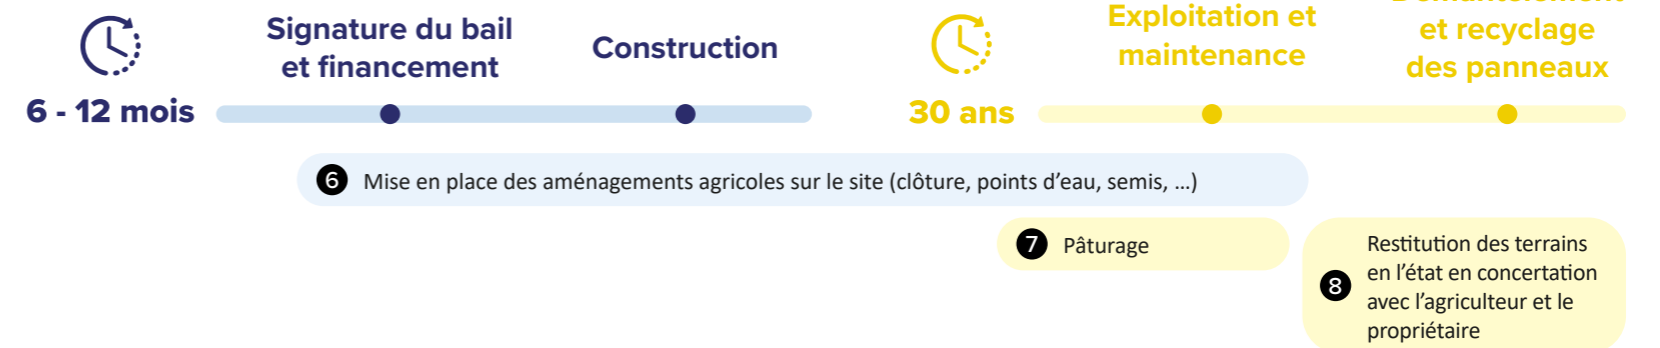 Signature du bail
et financement
Construction
Exploitation et
maintenance
Démantèlement
et recyclage
des panneaux
6 - 12 mois
30 ans
6 Mise en place des aménagements agricoles sur le site (clôture, points d’eau, semis, ...)
7 Pâturage
8 Restitution des terrains
en l’état en concertation
avec l’agriculteur et le
propriétaire